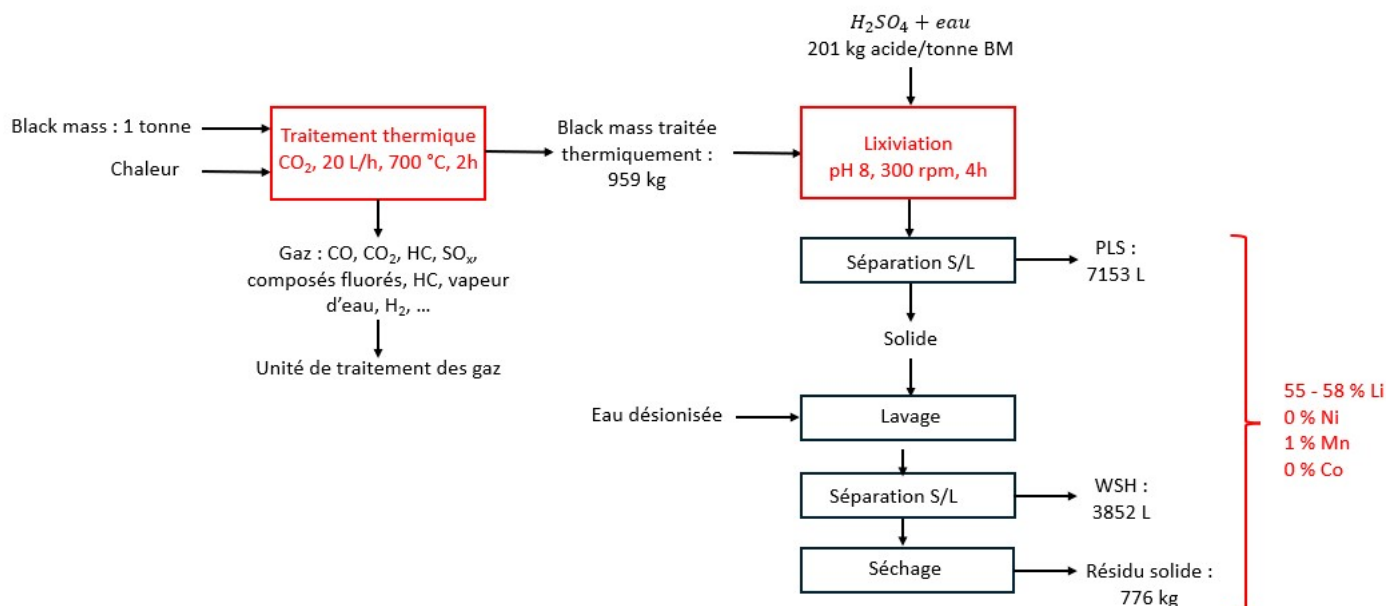 H₂SO₄ + eau
201 kg acide/tonne BM
Black mass : 1 tonne
Chaleur
Traitement thermique
CO₂, 20 L/h, 700 °C, 2h
Black mass traitée
thermiquement :
959 kg
Lixiviation
pH 8, 300 rpm, 4h
Gaz : CO, CO₂, HC, SOₓ,
composés fluorés, HC, vapeur
d'eau, H₂, ...
Unité de traitement des gaz
Séparation S/L
PLS :
7153 L
Solide
Eau désionisée
Lavage
Séparation S/L
WSH :
3852 L
Séchage
Résidu solide :
776 kg
55 - 58 % Li
0 % Ni
1 % Mn
0 % Co